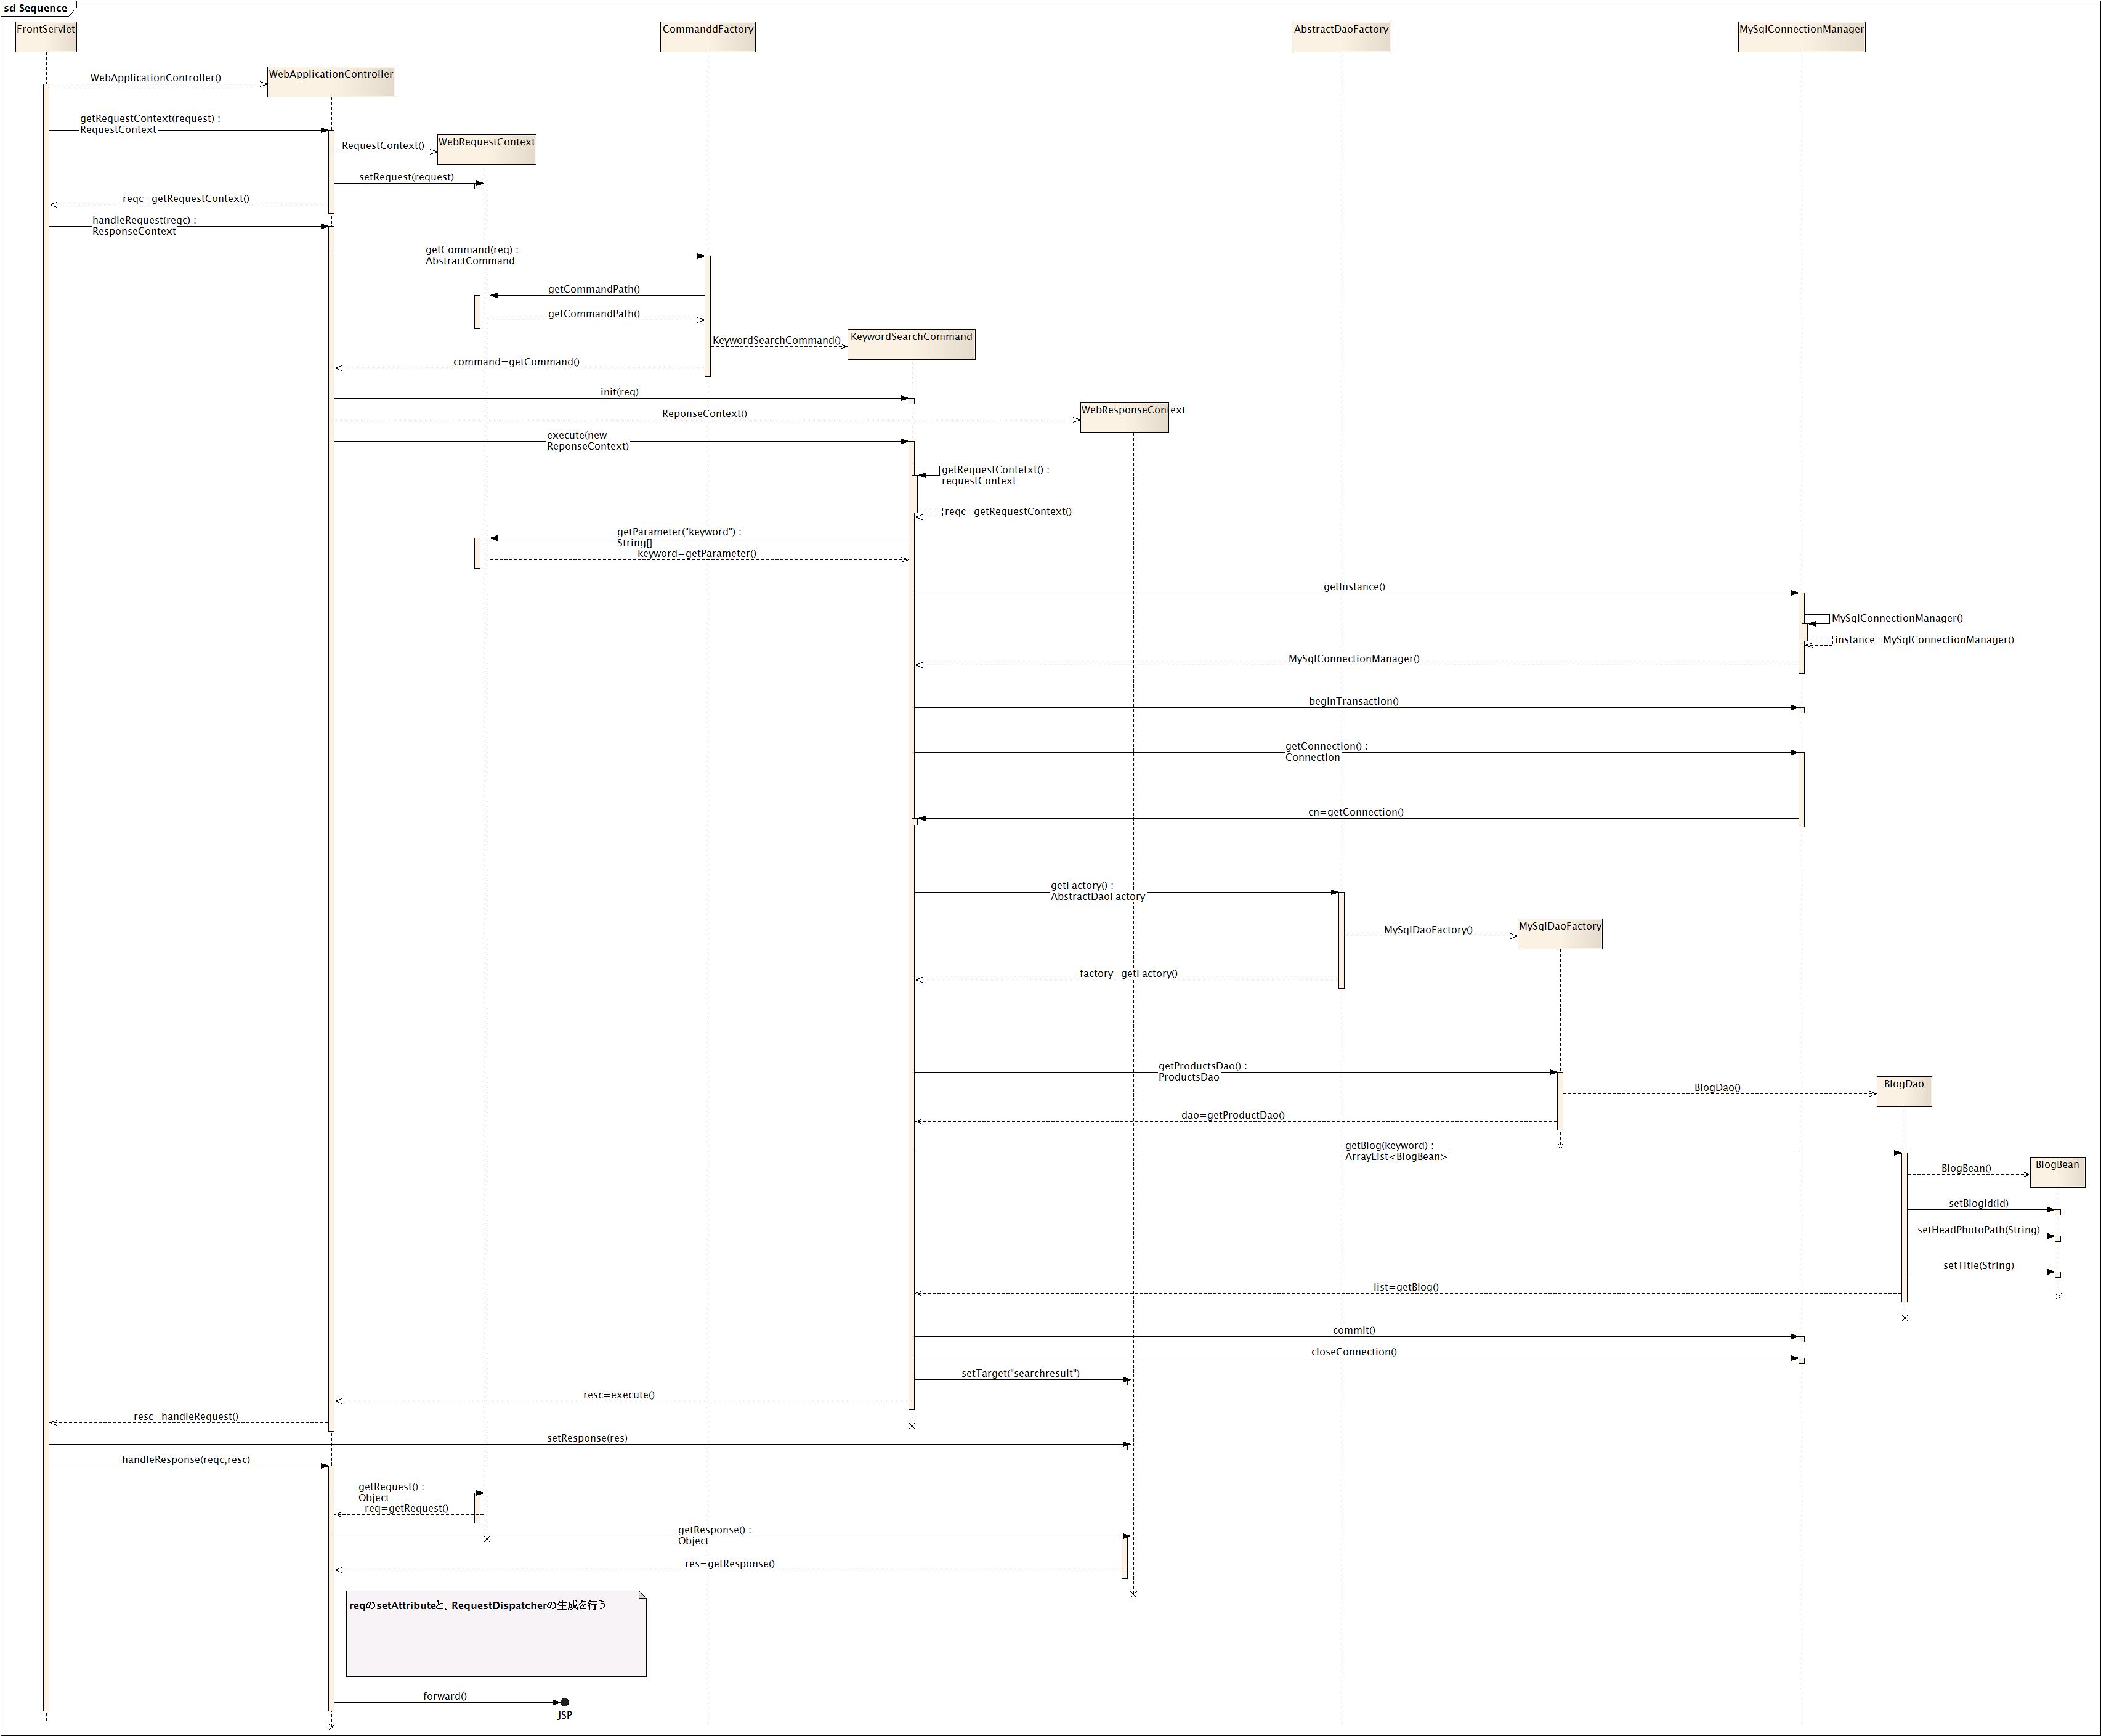 sd Sequence
FrontServlet
CommanddFactory
AbstractDaoFactory
MySqlConnectionManager
WebApplicationController()
WebApplicationController
getRequestContext(request) :
RequestContext
RequestContext()
WebRequestContext
setRequest(request)
reqc=getRequestContext()
handleRequest(reqc) :
ResponseContext
getCommand(req) :
AbstractCommand
getCommandPath()
getCommandPath()
KeywordSearchCommand()
KeywordSearchCommand
command=getCommand()
init(req)
ReponseContext()
WebResponseContext
execute(new
ReponseContext)
getRequestContetxt() :
requestContext
reqc=getRequestContext()
getParameter("keyword") :
String[]
keyword=getParameter()
getInstance()
MySqlConnectionManager()
instance=MySqlConnectionManager()
MySqlConnectionManager()
beginTransaction()
getConnection() :
Connection
cn=getConnection()
getFactory() :
AbstractDaoFactory
MySqlDaoFactory()
MySqlDaoFactory
factory=getFactory()
getProductsDao() :
ProductsDao
BlogDao()
BlogDao
dao=getProductDao()
getBlog(keyword) :
ArrayList<BlogBean>
BlogBean()
BlogBean
setBlogId(id)
setHeadPhotoPath(String)
setTitle(String)
list=getBlog()
commit()
closeConnection()
setTarget("searchresult")
resc=execute()
resc=handleRequest()
setResponse(res)
handleResponse(reqc,resc)
getRequest() :
Object
req=getRequest()
getResponse() :
Object
res=getResponse()
reqのsetAttributeと、RequestDispatcherの生成を行う
forward()
JSP